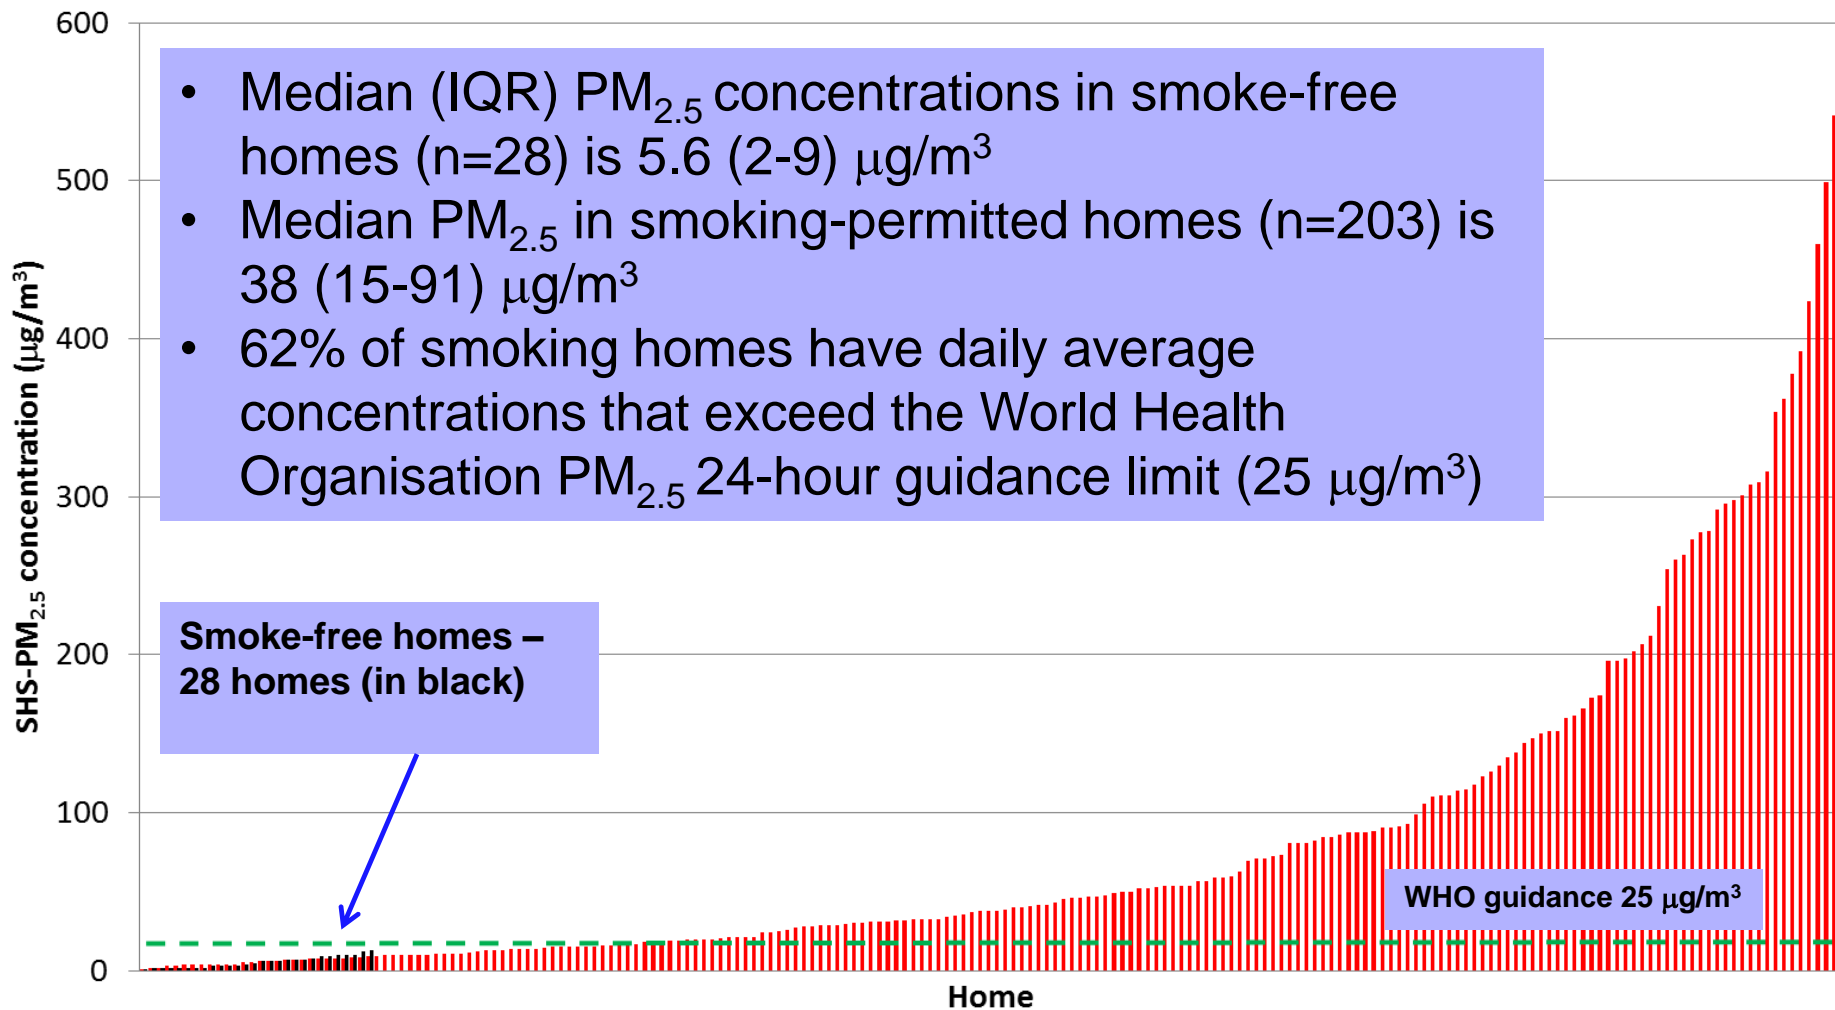 600
• Median (IQR) PM2.5 concentrations in smoke-free
homes (n=28) is 5.6 (2-9) μg/m³
• Median PM2.5 in smoking-permitted homes (n=203) is
38 (15-91) μg/m³
• 62% of smoking homes have daily average
concentrations that exceed the World Health
Organisation PM2.5 24-hour guidance limit (25 μg/m³)
500
400
300
200
100
0
SHS-PM2.5 concentration (μg/m³)
Smoke-free homes –
28 homes (in black)
WHO guidance 25 μg/m³
Home